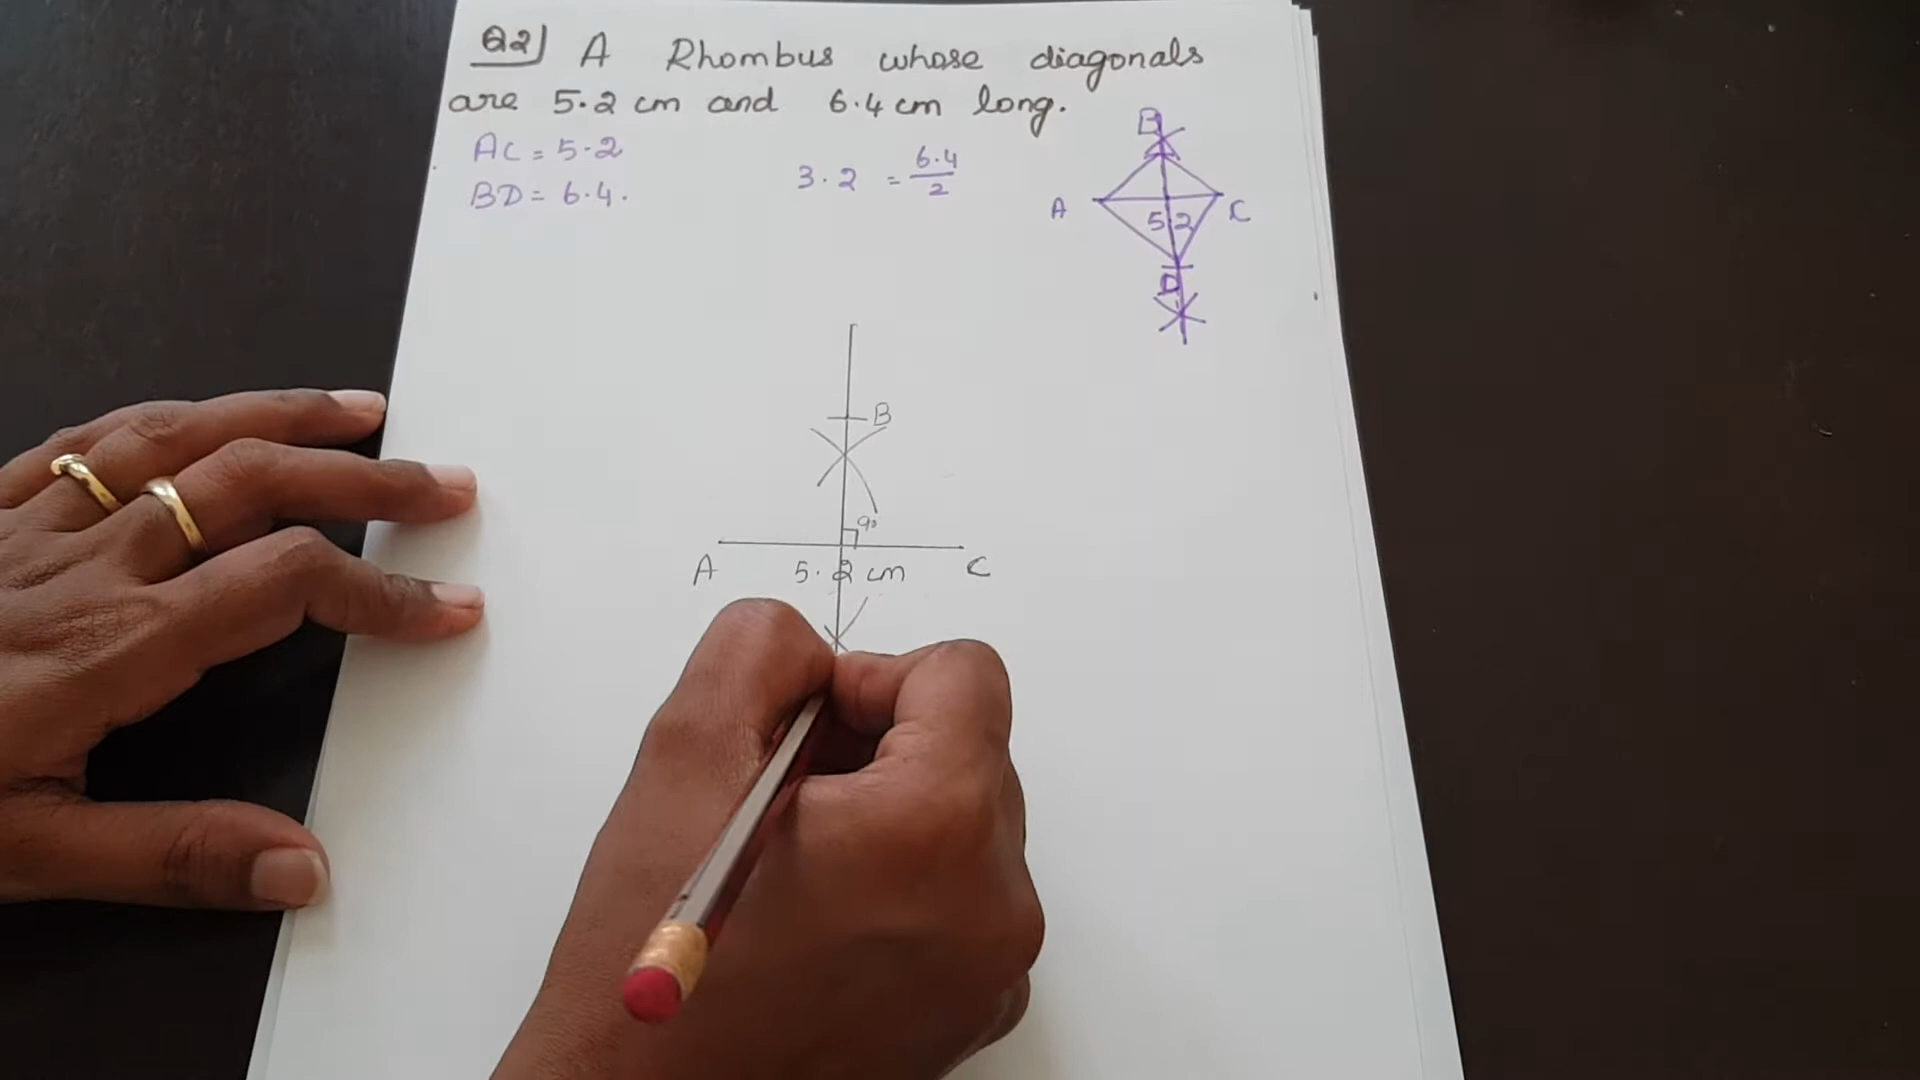 Q2) A Rhombus whose diagonals
are 5.2 cm and 6.4 cm long.
AC = 5.2
BD = 6.4.
3.2 = 6.4/2
B
A
C
5.2
D
B
90°
A
5.2 cm
C